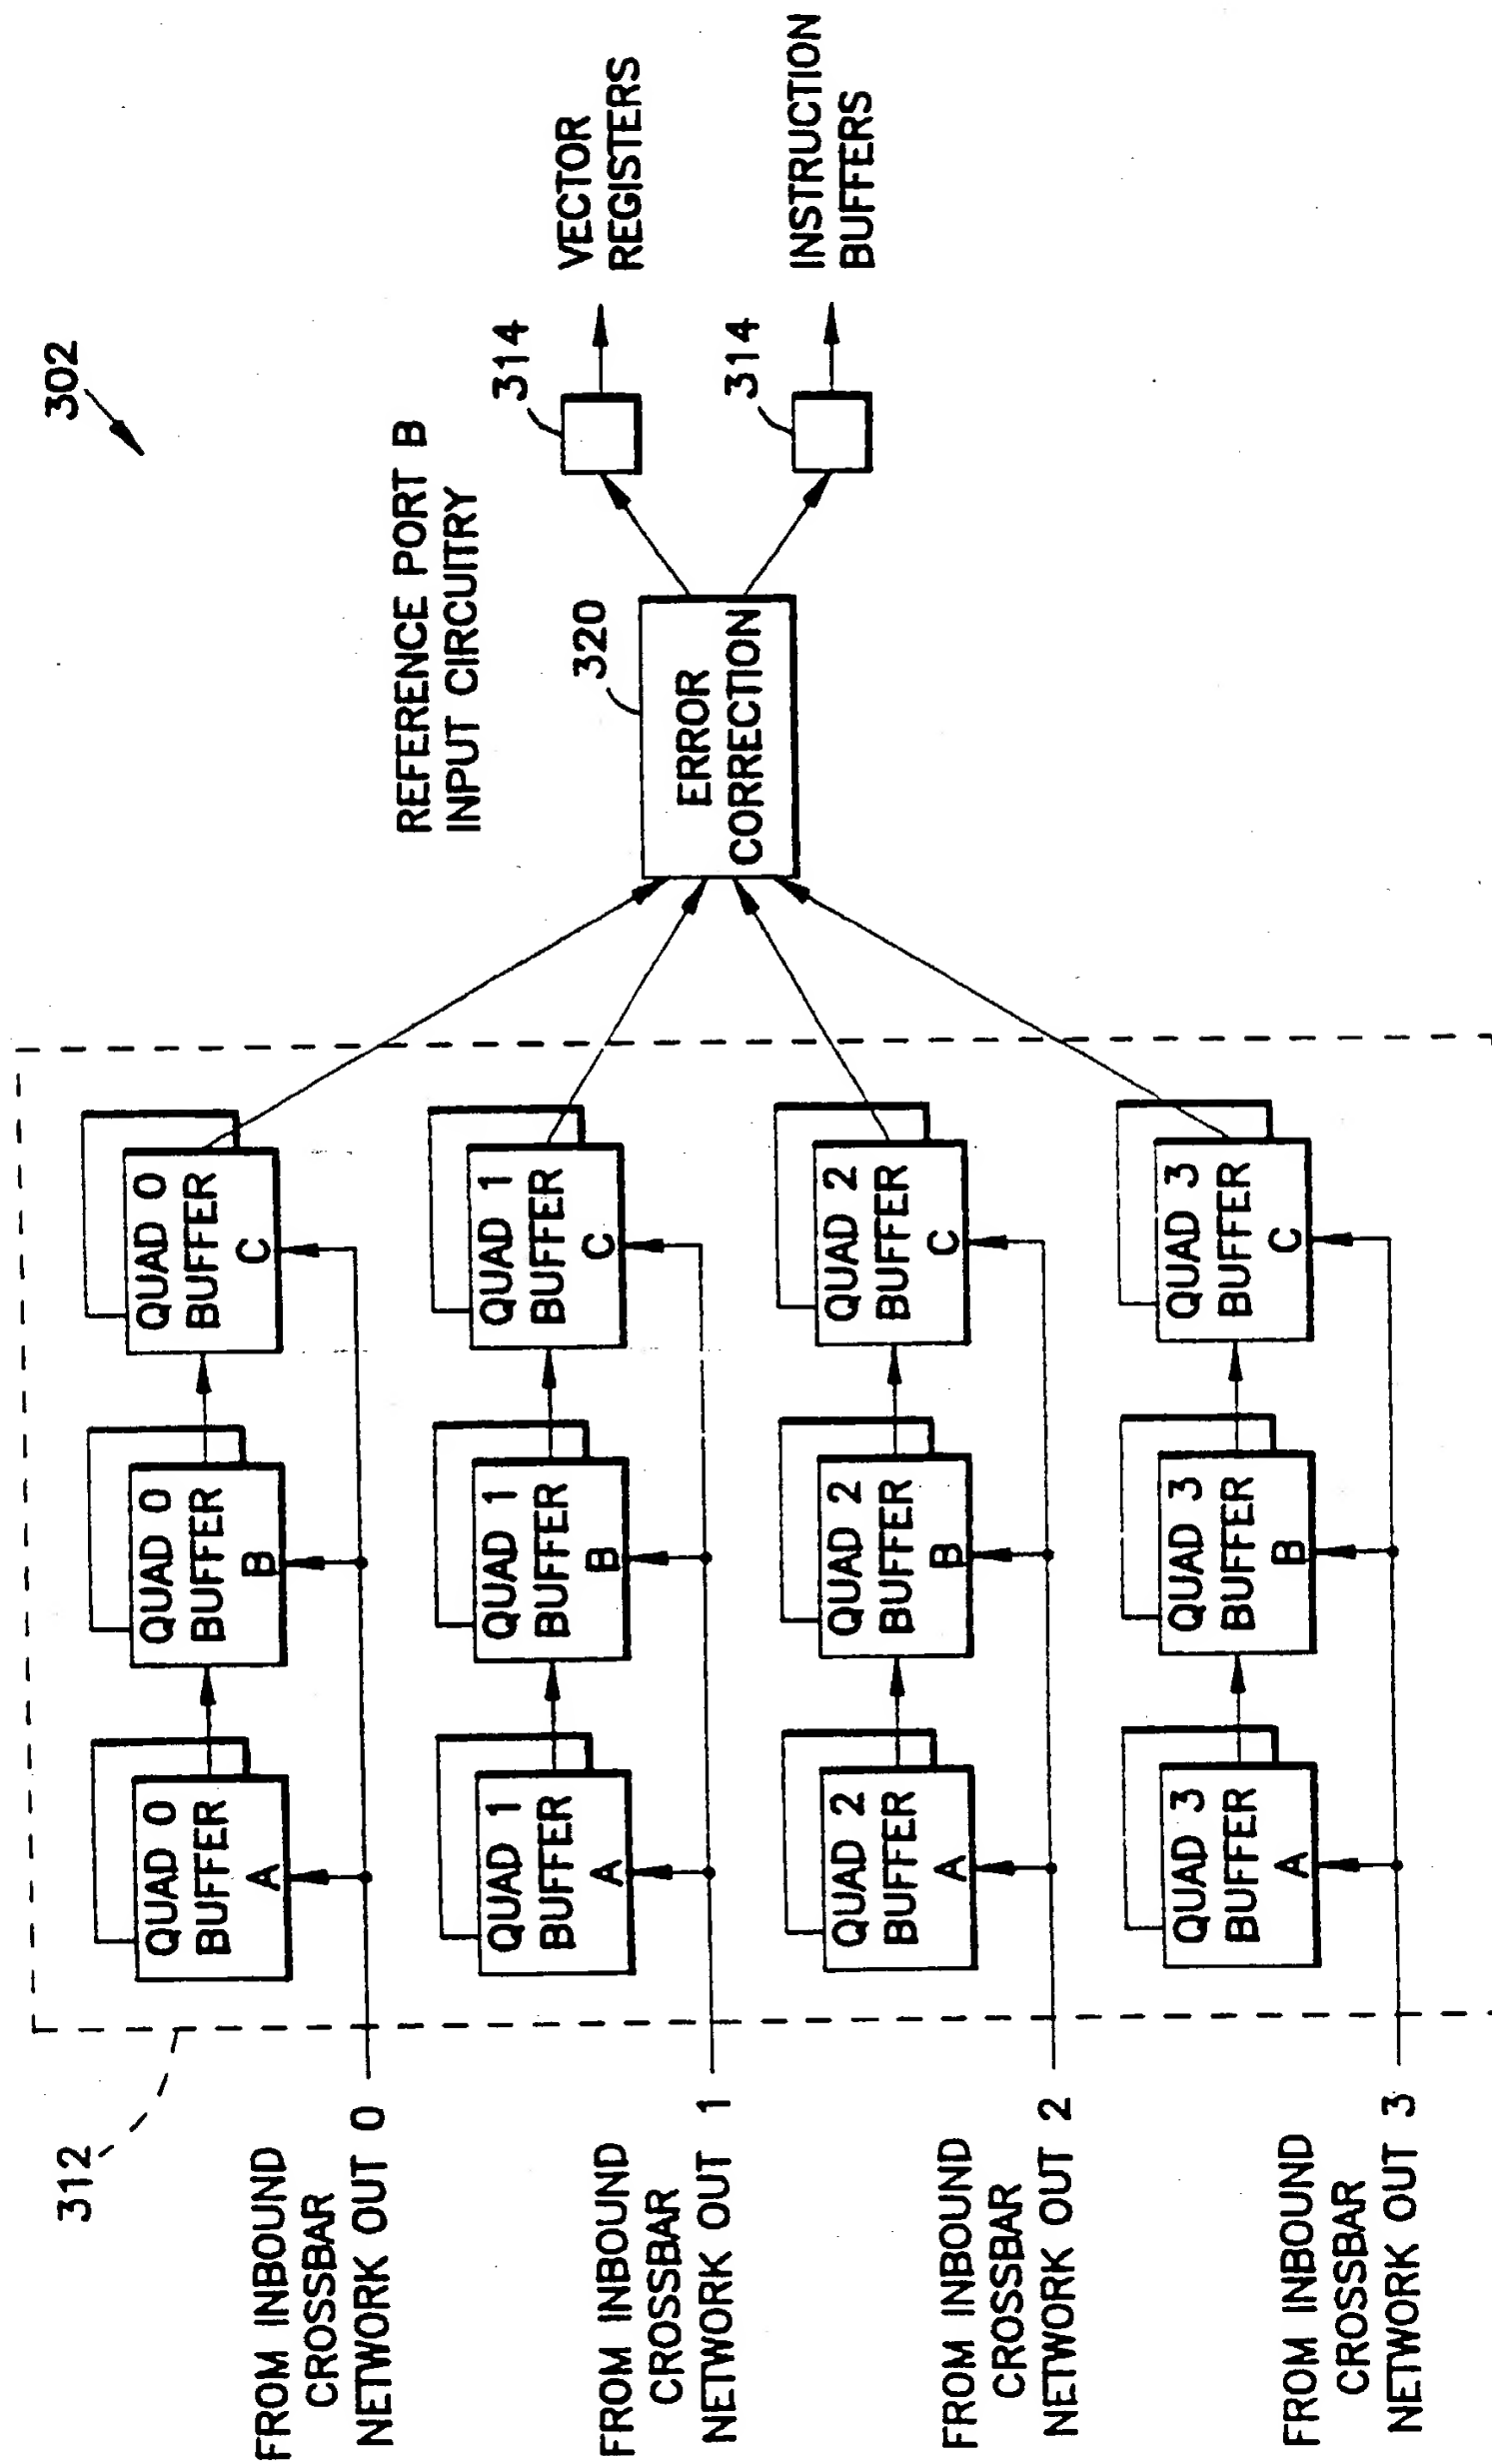 302
REFERENCE PORT B
INPUT CIRCUITRY
312
FROM INBOUND
CROSSBAR
NETWORK OUT 0
QUAD 0
BUFFER
A
QUAD 0
BUFFER
B
QUAD 0
BUFFER
C
FROM INBOUND
CROSSBAR
NETWORK OUT 1
QUAD 1
BUFFER
A
QUAD 1
BUFFER
B
QUAD 1
BUFFER
C
FROM INBOUND
CROSSBAR
NETWORK OUT 2
QUAD 2
BUFFER
A
QUAD 2
BUFFER
B
QUAD 2
BUFFER
C
FROM INBOUND
CROSSBAR
NETWORK OUT 3
QUAD 3
BUFFER
A
QUAD 3
BUFFER
B
QUAD 3
BUFFER
C
320
ERROR
CORRECTION
314
VECTOR
REGISTERS
314
INSTRUCTION
BUFFERS